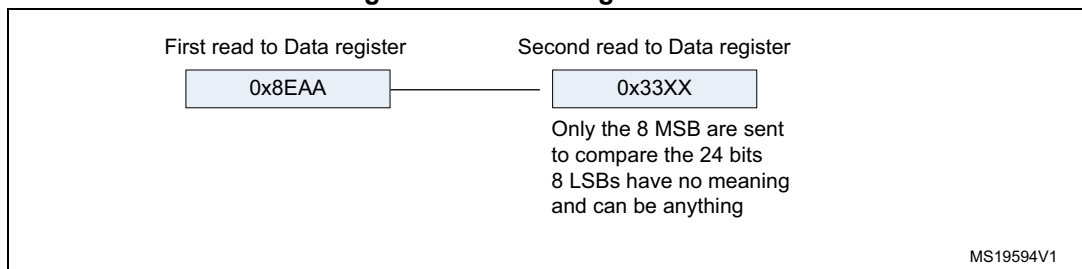 First read to Data register
Second read to Data register
0x8EAA
0x33XX
Only the 8 MSB are sent
to compare the 24 bits
8 LSBs have no meaning
and can be anything
MS19594V1